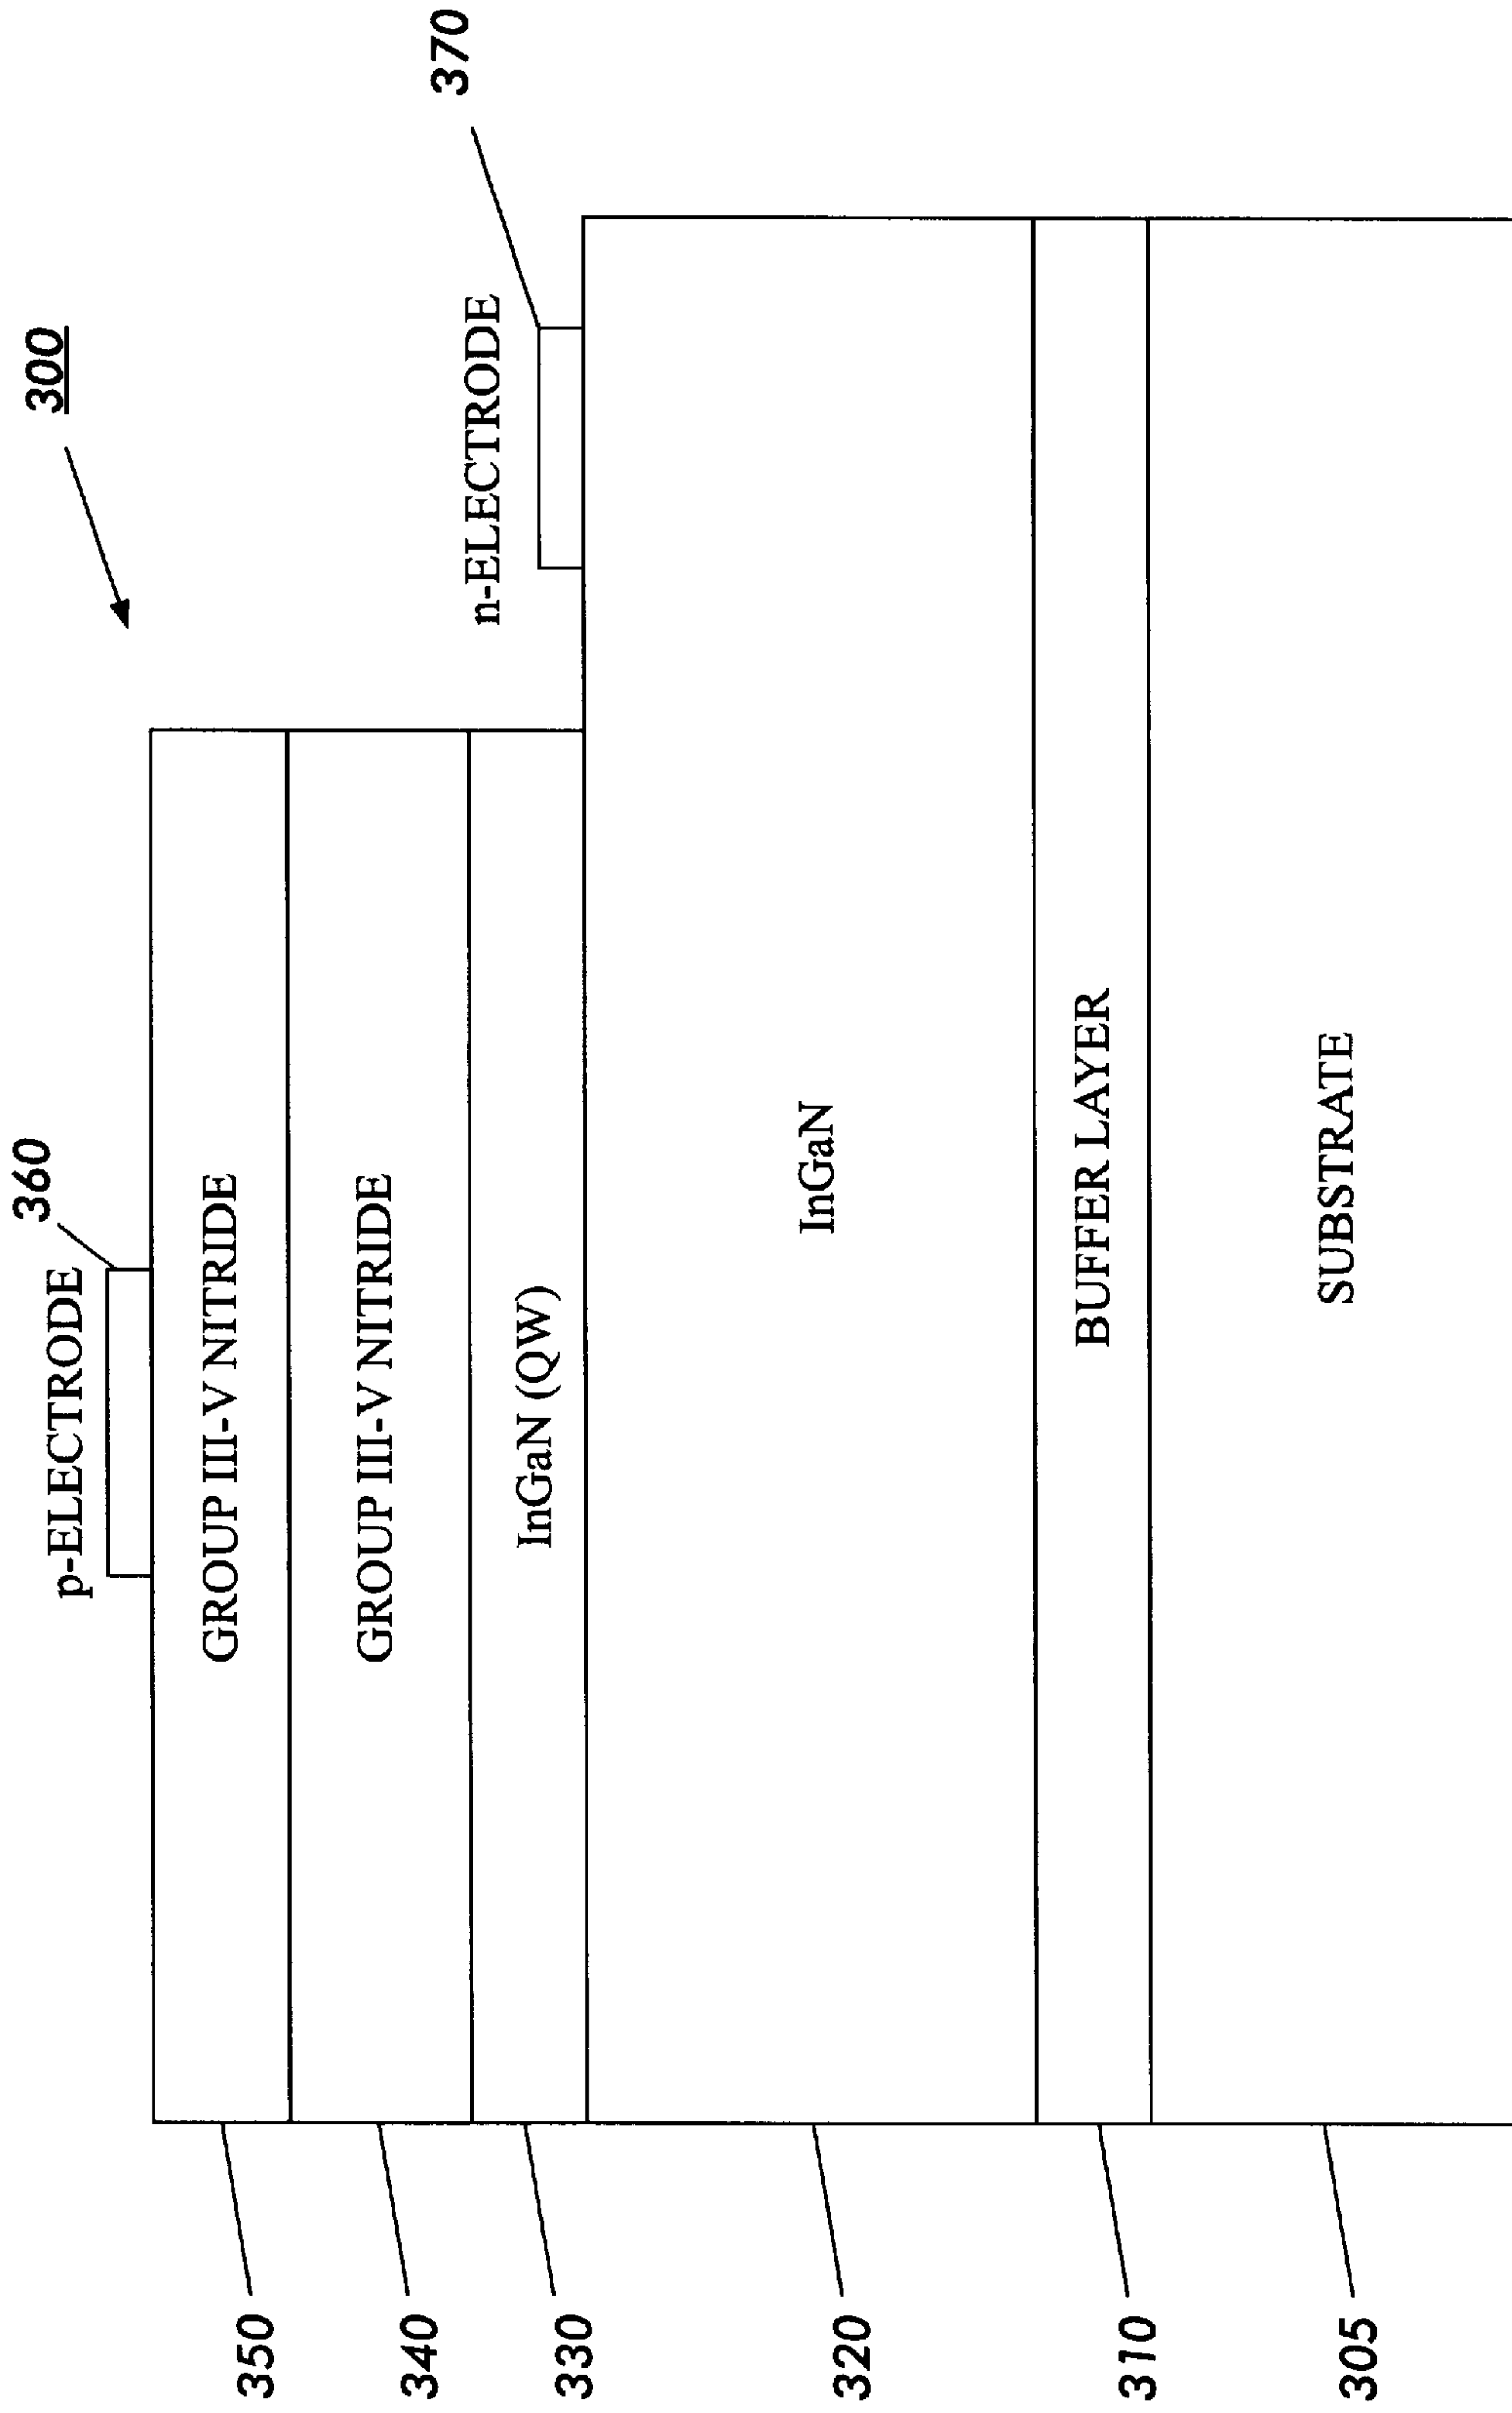 300
360
p-ELECTRODE
370
n-ELECTRODE
350
GROUP III-V NITRIDE
340
GROUP III-V NITRIDE
330
InGaN (QW)
320
InGaN
310
BUFFER LAYER
305
SUBSTRATE